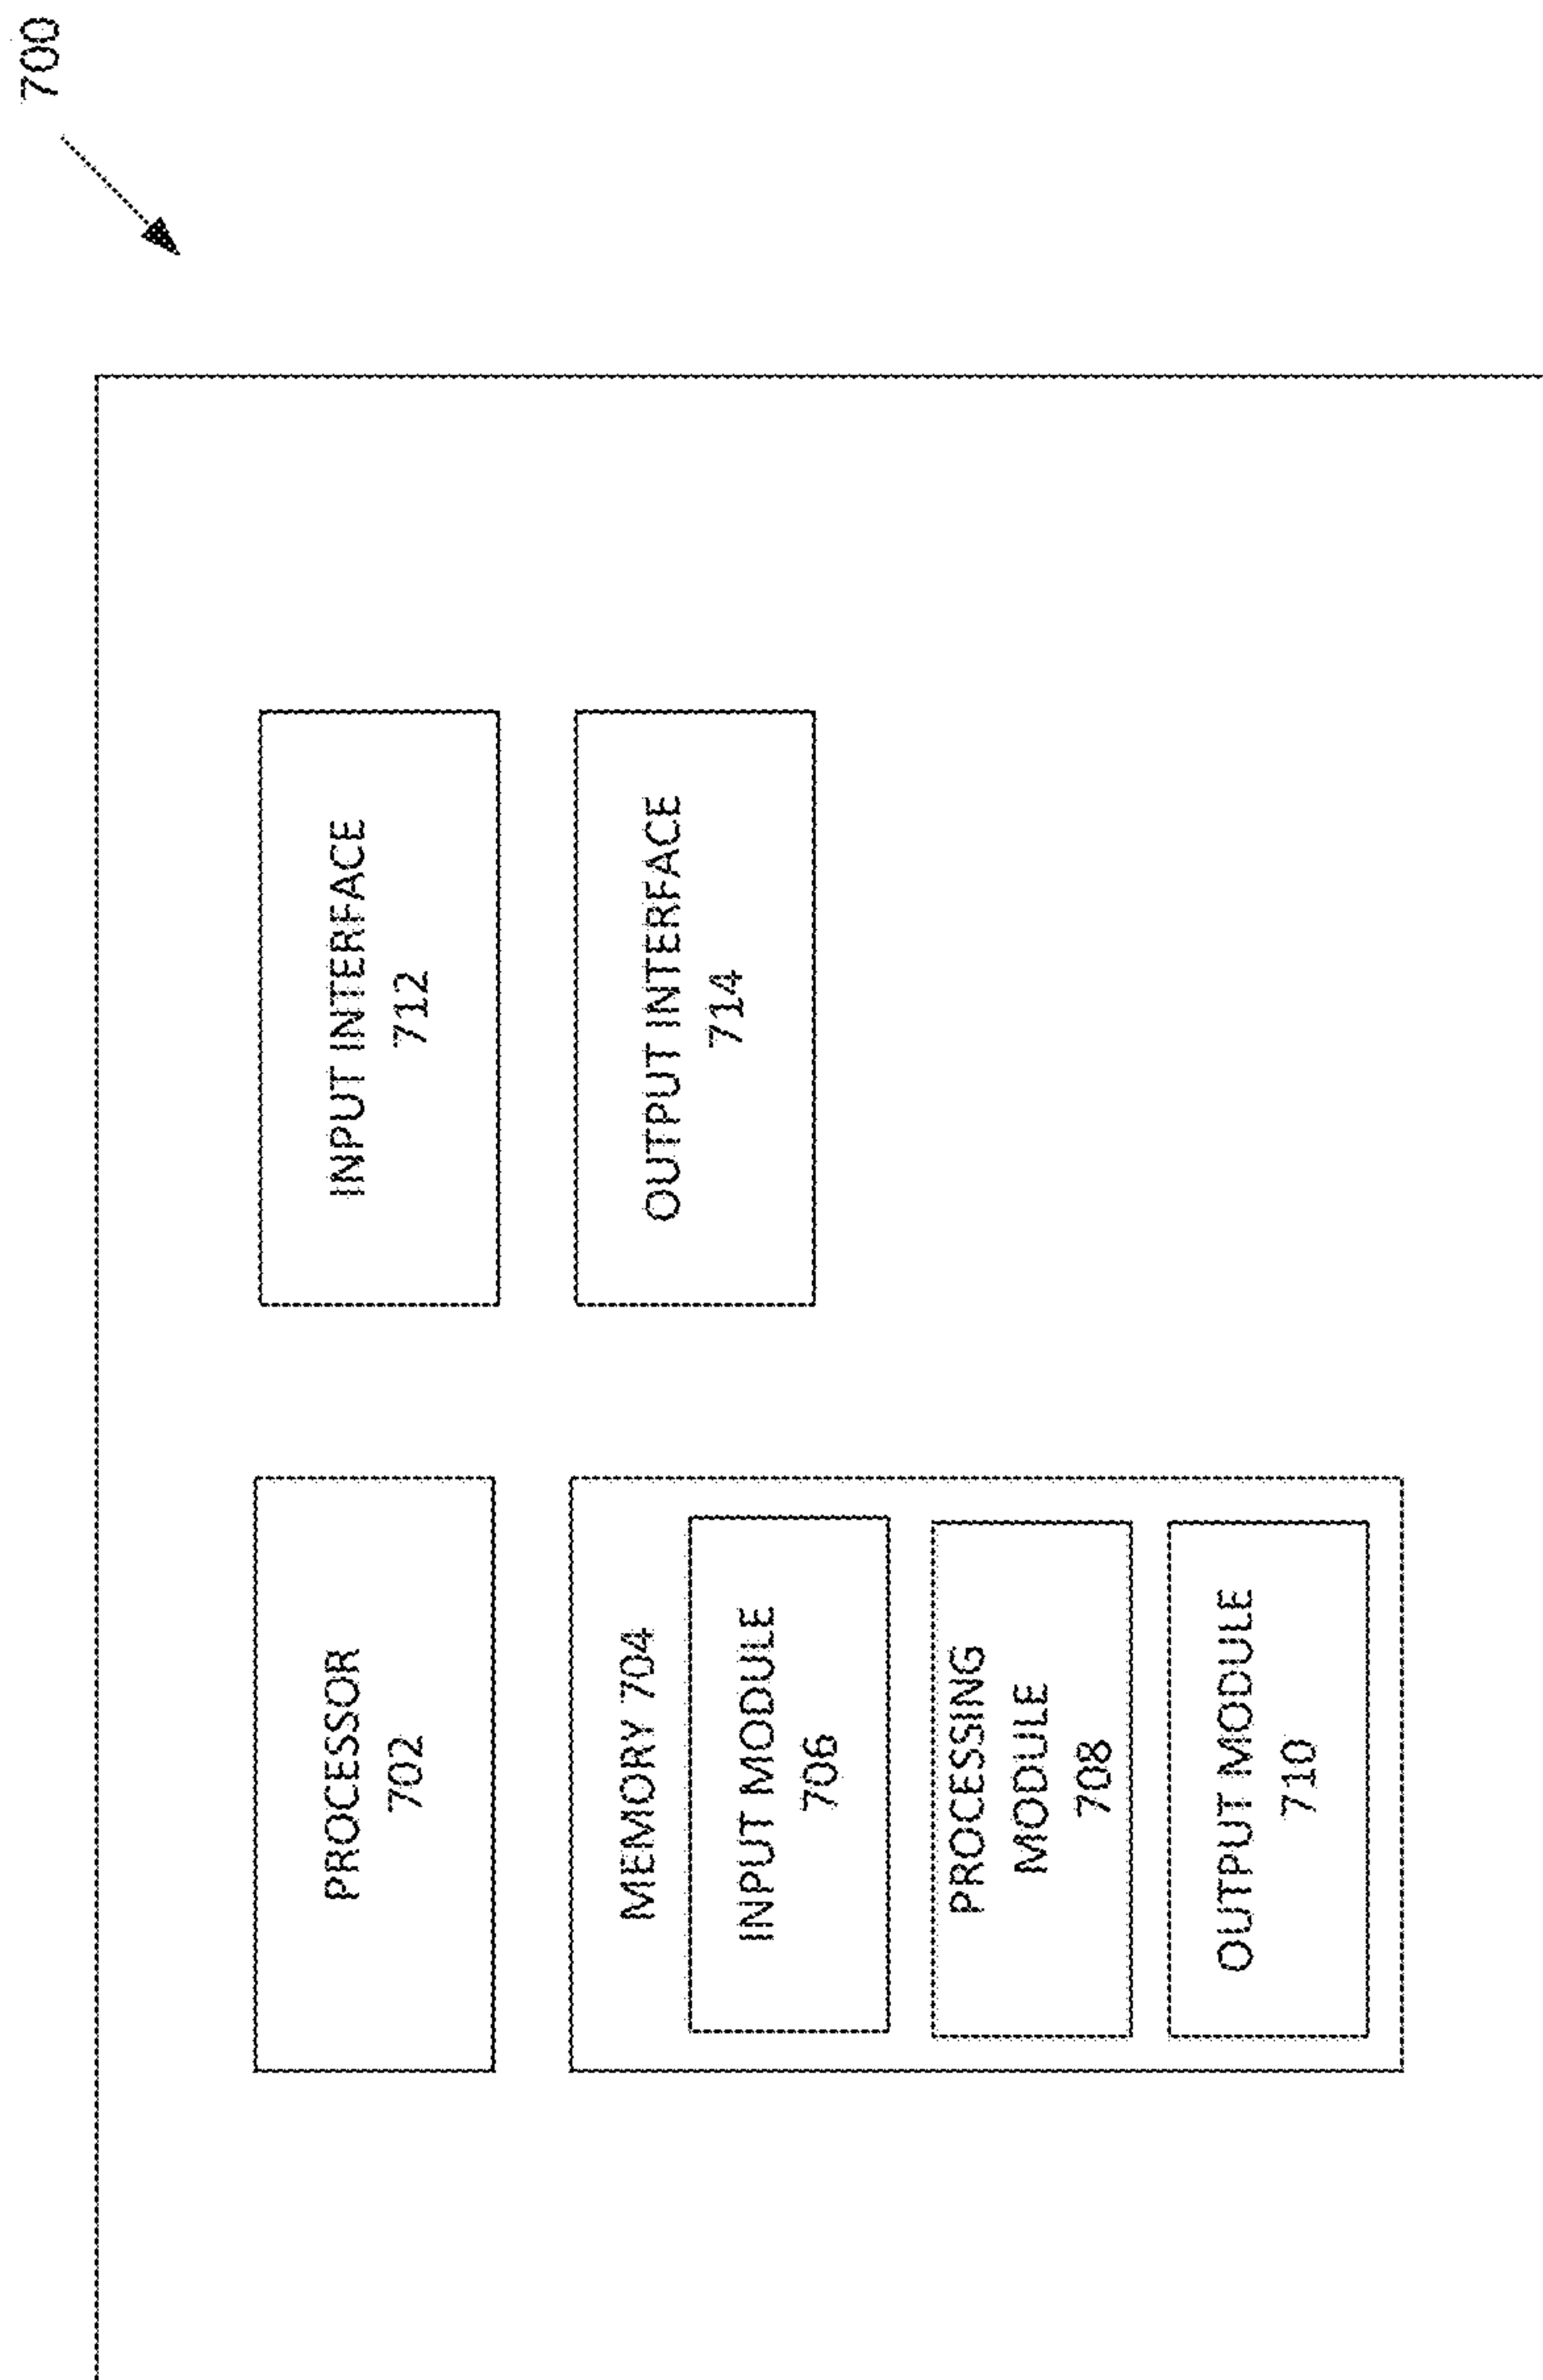 700
PROCESSOR
702
MEMORY 704
INPUT MODULE
706
PROCESSING
MODULE
708
OUTPUT MODULE
710
INPUT INTERFACE
712
OUTPUT INTERFACE
714